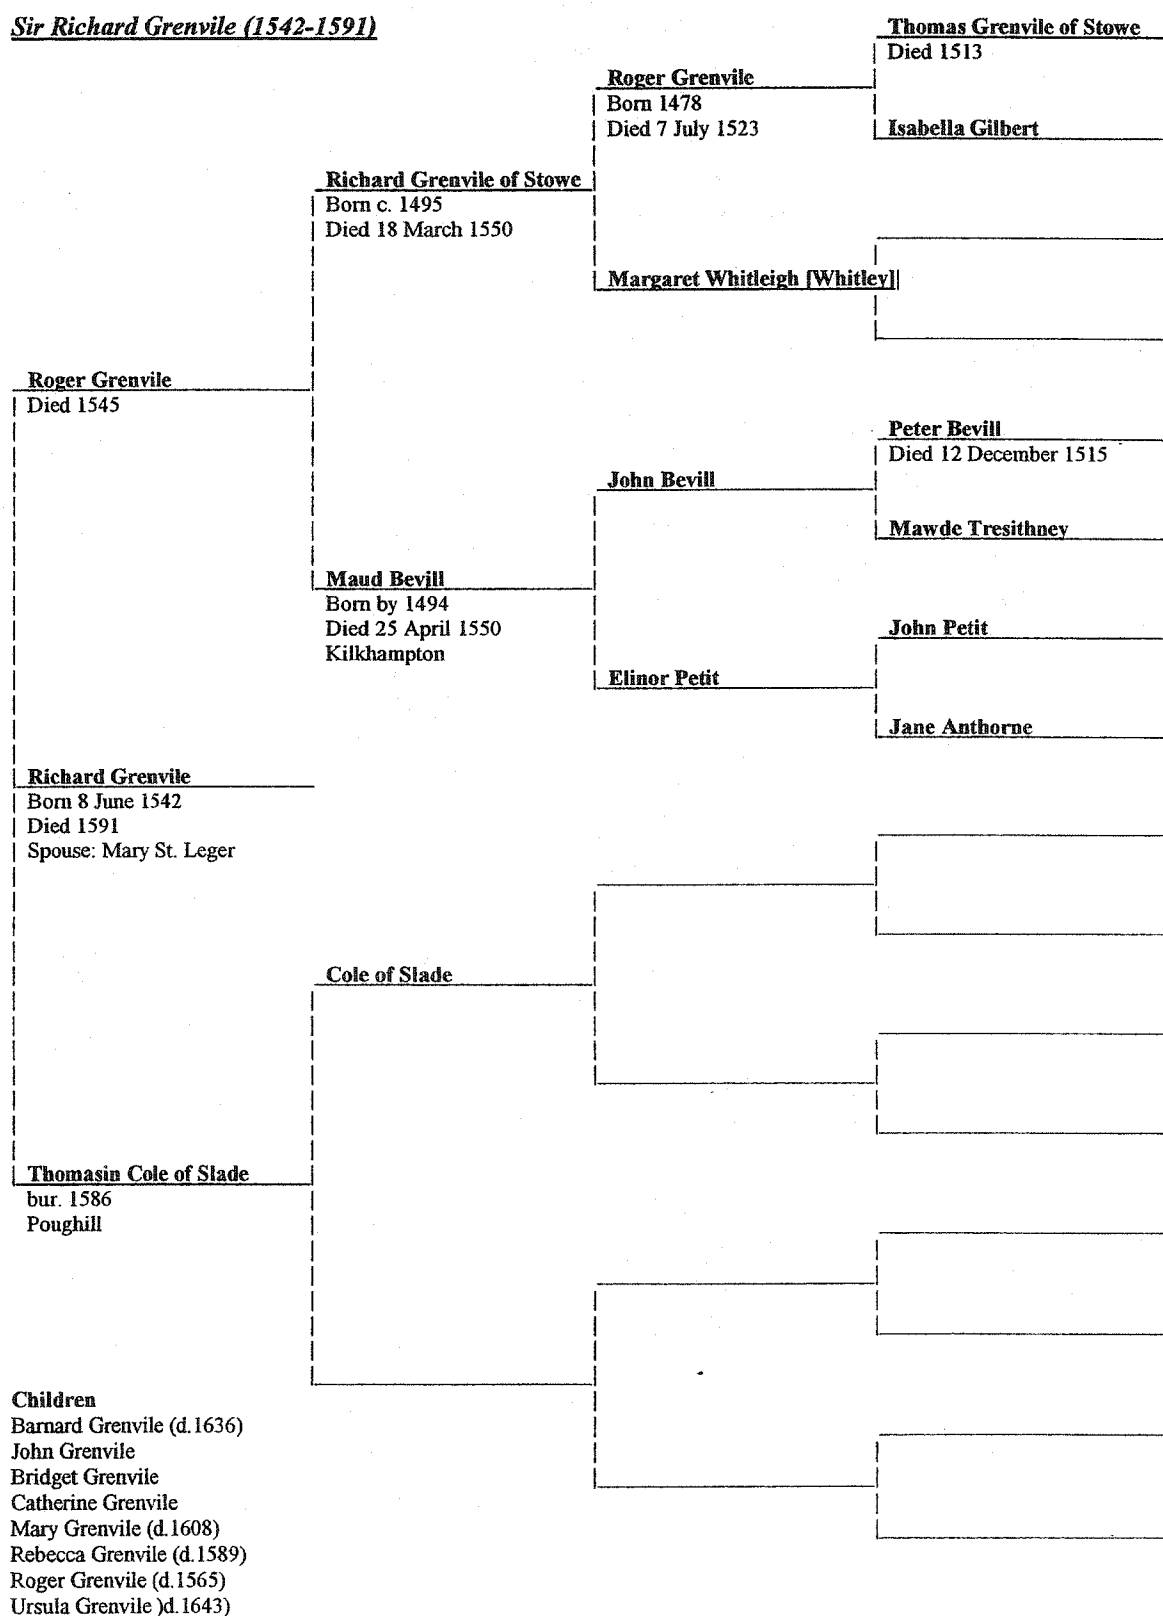 Sir Richard Grenvile (1542-1591)
Thomas Grenvile of Stowe
Died 1513
Roger Grenvile
Born 1478
Died 7 July 1523
Isabella Gilbert
Richard Grenvile of Stowe
Born c. 1495
Died 18 March 1550
Margaret Whitleigh [Whitley]
Roger Grenvile
Died 1545
Peter Bevill
Died 12 December 1515
John Bevill
Mawde Tresithney
Maud Bevill
Born by 1494
Died 25 April 1550
Kilkhampton
John Petit
Elinor Petit
Jane Anthorne
Richard Grenvile
Born 8 June 1542
Died 1591
Spouse: Mary St. Leger
Cole of Slade
Thomasin Cole of Slade
bur. 1586
Poughill
Children
Barnard Grenvile (d.1636)
John Grenvile
Bridget Grenvile
Catherine Grenvile
Mary Grenvile (d.1608)
Rebecca Grenvile (d.1589)
Roger Grenvile (d.1565)
Ursula Grenvile )d.1643)